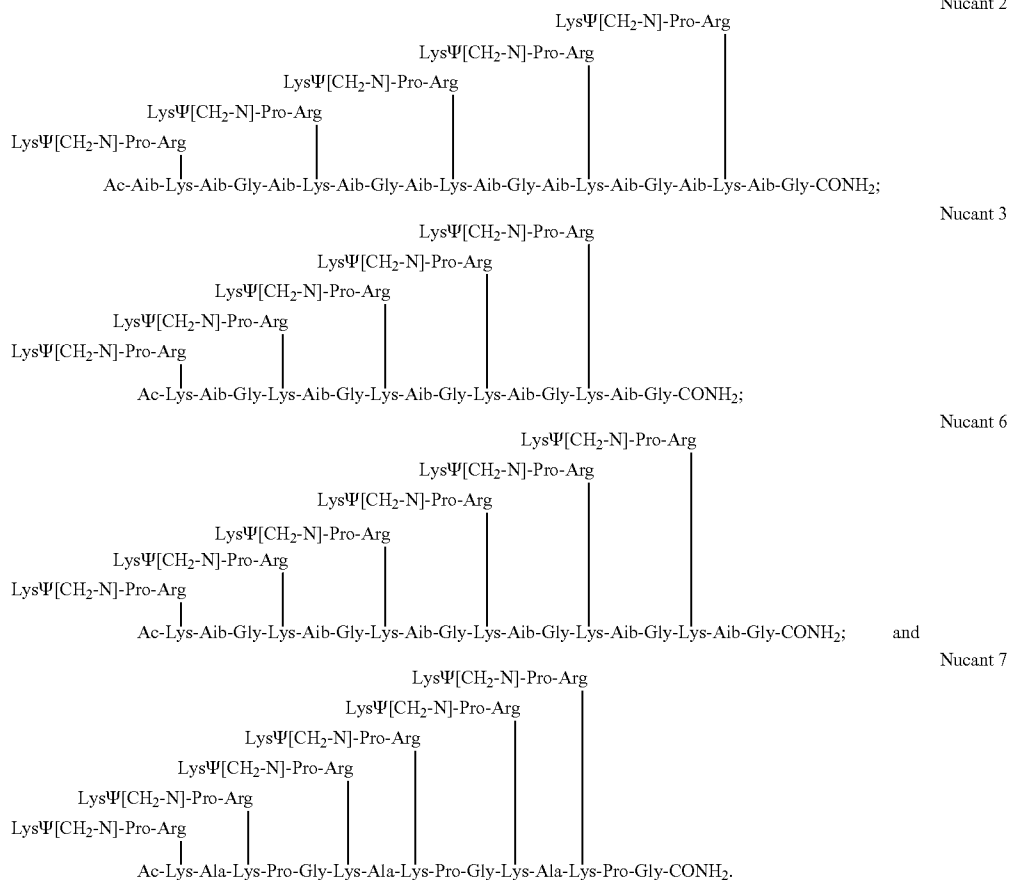 Nucant 2
LysΨ[CH₂-N]-Pro-Arg
LysΨ[CH₂-N]-Pro-Arg
LysΨ[CH₂-N]-Pro-Arg
LysΨ[CH₂-N]-Pro-Arg
LysΨ[CH₂-N]-Pro-Arg
Ac-Aib-Lys-Aib-Gly-Aib-Lys-Aib-Gly-Aib-Lys-Aib-Gly-Aib-Lys-Aib-Gly-Aib-Lys-Aib-Gly-CONH₂;
Nucant 3
LysΨ[CH₂-N]-Pro-Arg
LysΨ[CH₂-N]-Pro-Arg
LysΨ[CH₂-N]-Pro-Arg
LysΨ[CH₂-N]-Pro-Arg
LysΨ[CH₂-N]-Pro-Arg
Ac-Lys-Aib-Gly-Lys-Aib-Gly-Lys-Aib-Gly-Lys-Aib-Gly-Lys-Aib-Gly-CONH₂;
Nucant 6
LysΨ[CH₂-N]-Pro-Arg
LysΨ[CH₂-N]-Pro-Arg
LysΨ[CH₂-N]-Pro-Arg
LysΨ[CH₂-N]-Pro-Arg
LysΨ[CH₂-N]-Pro-Arg
LysΨ[CH₂-N]-Pro-Arg
Ac-Lys-Aib-Gly-Lys-Aib-Gly-Lys-Aib-Gly-Lys-Aib-Gly-Lys-Aib-Gly-Lys-Aib-Gly-CONH₂; and
Nucant 7
LysΨ[CH₂-N]-Pro-Arg
LysΨ[CH₂-N]-Pro-Arg
LysΨ[CH₂-N]-Pro-Arg
LysΨ[CH₂-N]-Pro-Arg
LysΨ[CH₂-N]-Pro-Arg
LysΨ[CH₂-N]-Pro-Arg
Ac-Lys-Ala-Lys-Pro-Gly-Lys-Ala-Lys-Pro-Gly-Lys-Ala-Lys-Pro-Gly-CONH₂.